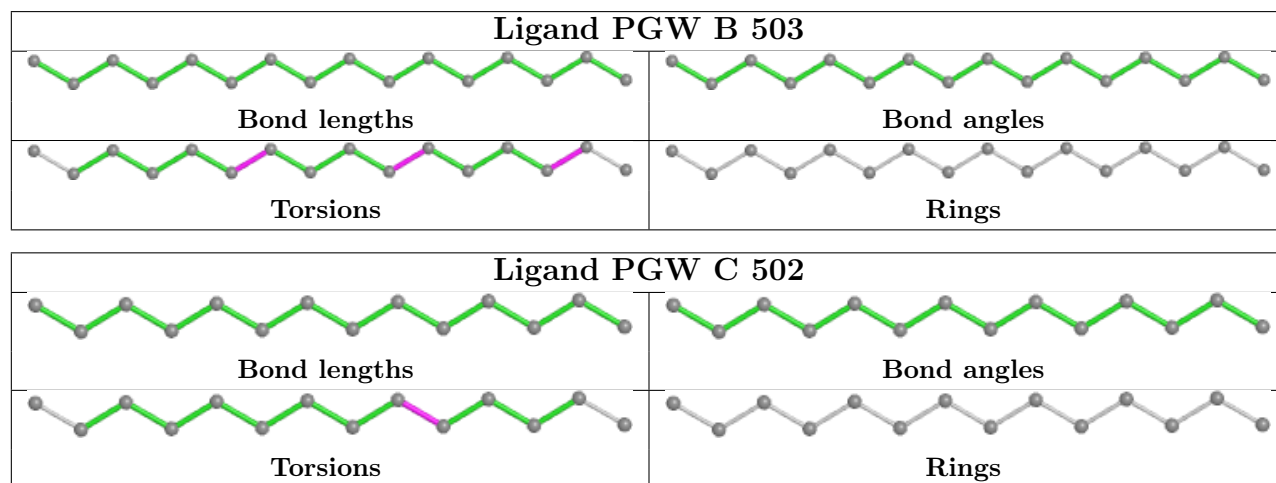 Ligand PGW B 503
Bond lengths
Bond angles
Torsions
Rings
Ligand PGW C 502
Bond lengths
Bond angles
Torsions
Rings